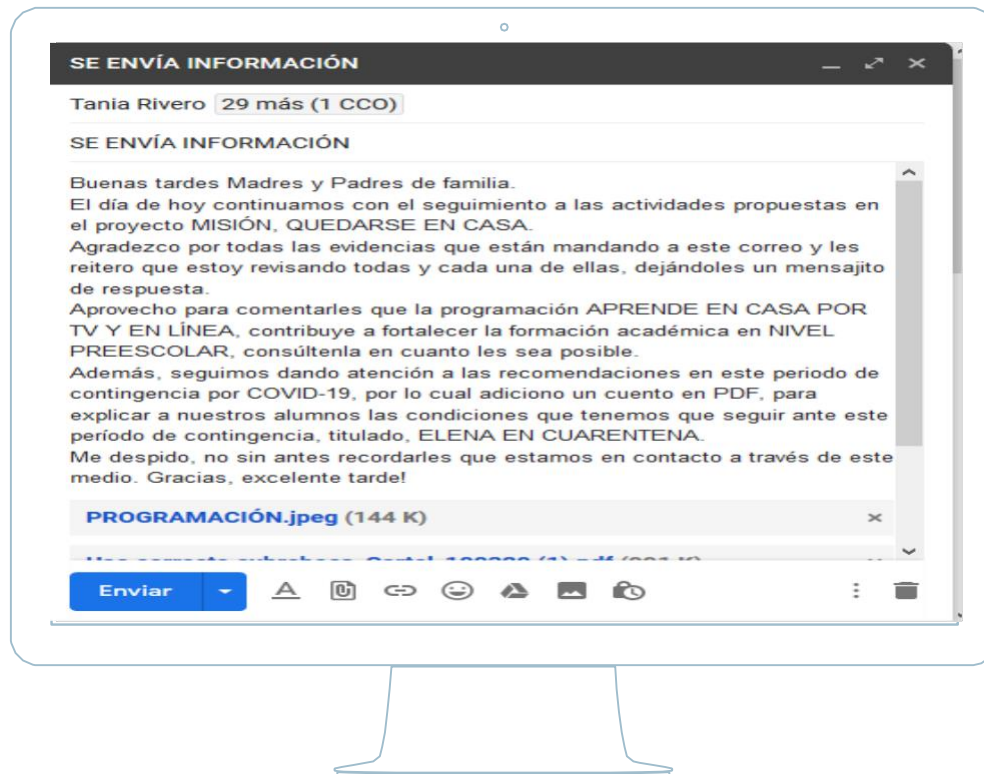 SE ENVÍA INFORMACIÓN
Tania Rivero 29 más (1 CCO)
SE ENVÍA INFORMACIÓN
Buenas tardes Madres y Padres de familia.
El día de hoy continuamos con el seguimiento a las actividades propuestas en
el proyecto MISIÓN, QUEDARSE EN CASA.
Agradezco por todas las evidencias que están mandando a este correo y les
reitero que estoy revisando todas y cada una de ellas, dejándoles un mensajito
de respuesta.
Aprovecho para comentarles que la programación APRENDE EN CASA POR
TV Y EN LÍNEA, contribuye a fortalecer la formación académica en NIVEL
PREESCOLAR, consúltenla en cuanto les sea posible.
Además, seguimos dando atención a las recomendaciones en este periodo de
contingencia por COVID-19, por lo cual adiciono un cuento en PDF, para
explicar a nuestros alumnos las condiciones que tenemos que seguir ante este
período de contingencia, titulado, ELENA EN CUARENTENA.
Me despido, no sin antes recordarles que estamos en contacto a través de este
medio. Gracias, excelente tarde!
PROGRAMACIÓN.jpeg (144 K)
Enviar